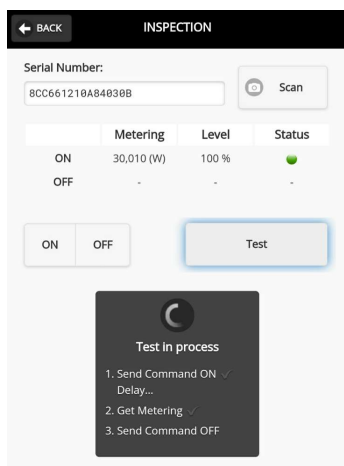 BACK
INSPECTION
Serial Number:
8CC661210A84030B
Scan
Metering Level Status
ON 30,010 (W) 100 %
OFF - - -
ON OFF
Test
Test in process
1. Send Command ON ✓
Delay...
2. Get Metering ✓
3. Send Command OFF